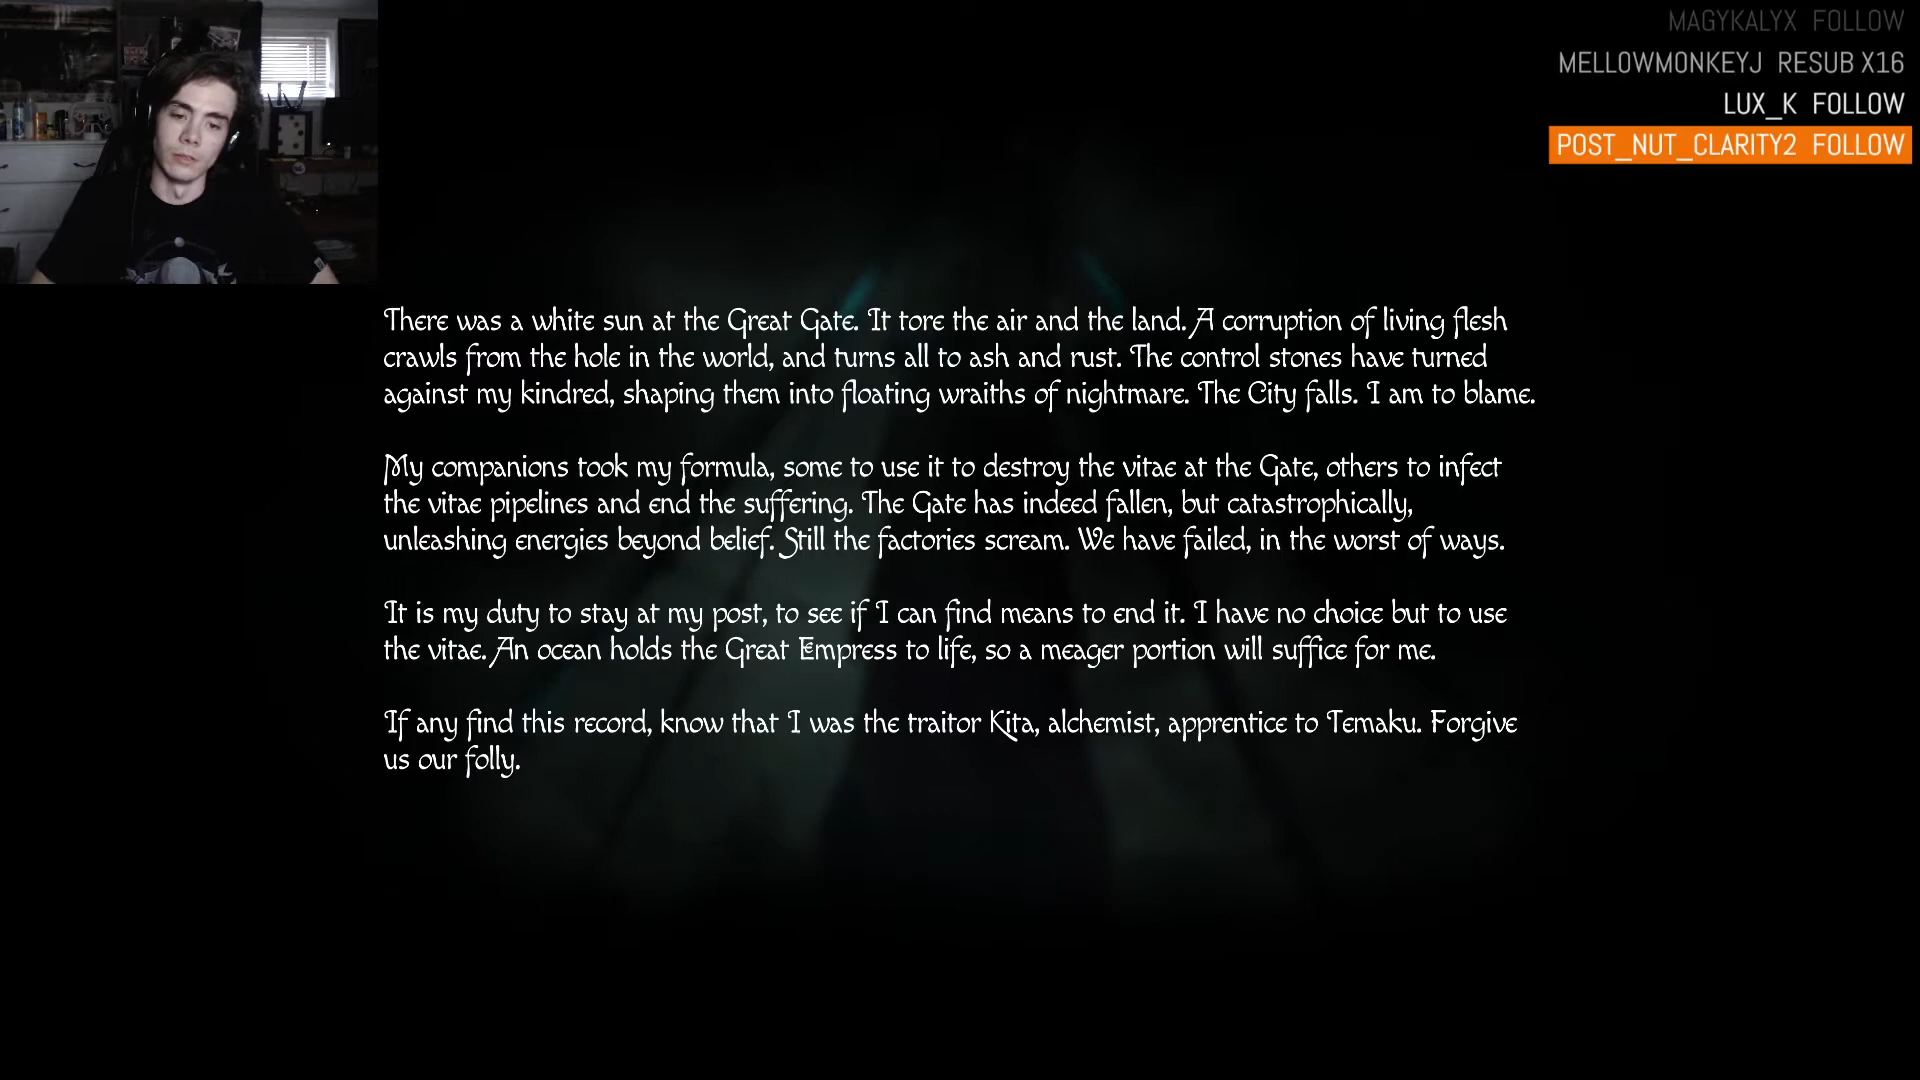 MAGYKALYX FOLLOW
MELLOWMONKEYJ RESUB X16
LUX_K FOLLOW
POST_NUT_CLARITY2 FOLLOW
There was a white sun at the Great Gate. It tore the air and the land. A corruption of living flesh
crawls from the hole in the world, and turns all to ash and rust. The control stones have turned
against my kindred, shaping them into floating wraiths of nightmare. The City falls. I am to blame.
My companions took my formula, some to use it to destroy the vitae at the Gate, others to infect
the vitae pipelines and end the suffering. The Gate has indeed fallen, but catastrophically,
unleashing energies beyond belief. Still the factories scream. We have failed, in the worst of ways.
It is my duty to stay at my post, to see if I can find means to end it. I have no choice but to use
the vitae. An ocean holds the Great Empress to life, so a meager portion will suffice for me.
If any find this record, know that I was the traitor Kita, alchemist, apprentice to Temaku. Forgive
us our folly.